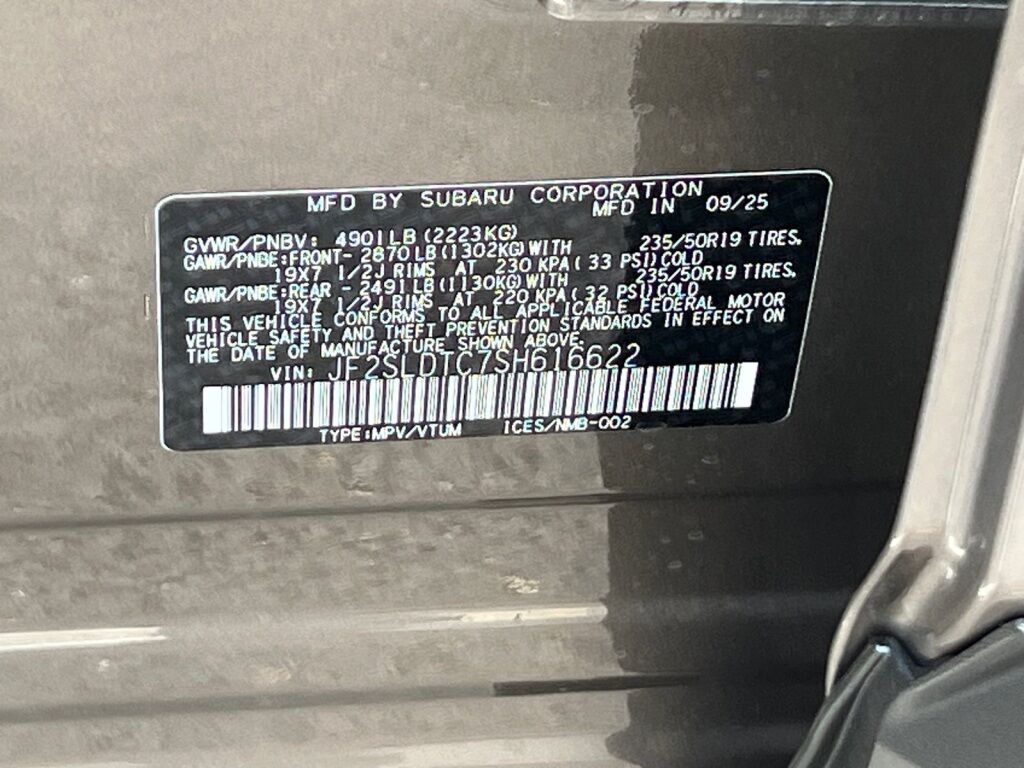 MFD BY SUBARU CORPORATION
MFD IN 09/25
GVWR/PNBV: 4901LB(2223KG)
GAWR/PNBE:FRONT- 2870LB(1302KG)WITH 235/50R19 TIRES.
19X7 1/2J RIMS AT 230 KPA( 33 PSI)COLD
GAWR/PNBE:REAR - 2491LB(1130KG)WITH 235/50R19 TIRES.
19X7 1/2J RIMS AT 220 KPA( 32 PSI)COLD
THIS VEHICLE CONFORMS TO ALL APPLICABLE FEDERAL MOTOR
VEHICLE SAFETY AND THEFT PREVENTION STANDARDS IN EFFECT ON
THE DATE OF MANUFACTURE SHOWN ABOVE.
VIN: JF2SLDTC7SH616622
TYPE:MPV/VTUM ICES/NMB-002